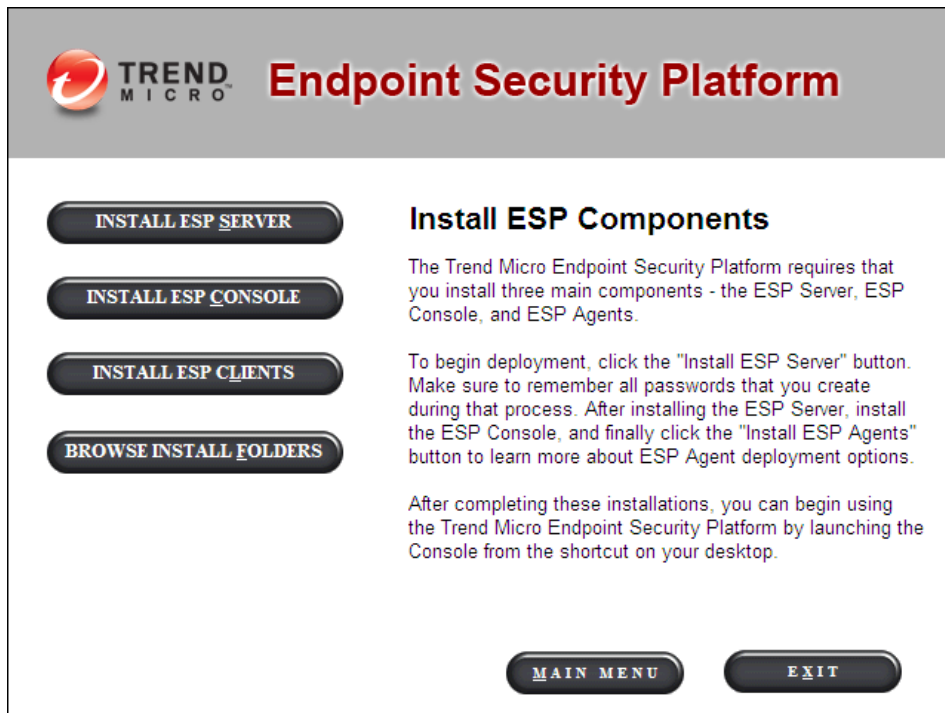 TREND
MICRO™
Endpoint Security Platform
INSTALL ESP SERVER
INSTALL ESP CONSOLE
INSTALL ESP CLIENTS
BROWSE INSTALL FOLDERS
Install ESP Components
The Trend Micro Endpoint Security Platform requires that
you install three main components - the ESP Server, ESP
Console, and ESP Agents.
To begin deployment, click the "Install ESP Server" button.
Make sure to remember all passwords that you create
during that process. After installing the ESP Server, install
the ESP Console, and finally click the "Install ESP Agents"
button to learn more about ESP Agent deployment options.
After completing these installations, you can begin using
the Trend Micro Endpoint Security Platform by launching the
Console from the shortcut on your desktop.
MAIN MENU
EXIT